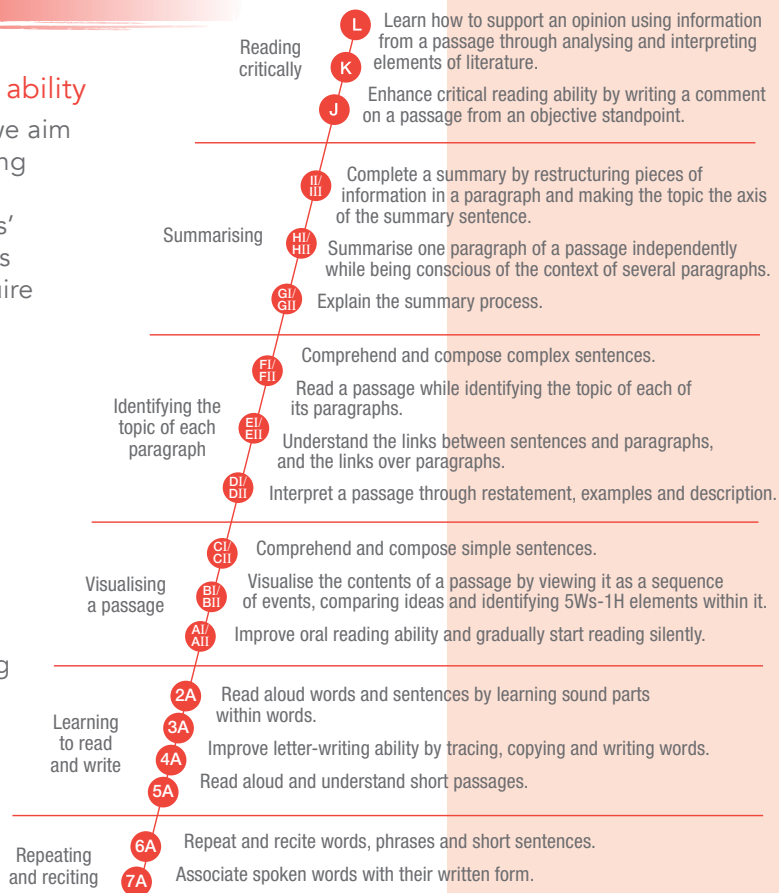 ability
ve aim
ng
s'
s
uire
g
Reading
critically
L
K
J
Learn how to support an opinion using information
from a passage through analysing and interpreting
elements of literature.
Enhance critical reading ability by writing a comment
on a passage from an objective standpoint.
Summarising
II/
III
HI/
HII
GI/
GII
Complete a summary by restructuring pieces of
information in a paragraph and making the topic the axis
of the summary sentence.
Summarise one paragraph of a passage independently
while being conscious of the context of several paragraphs.
Explain the summary process.
Identifying the
topic of each
paragraph
FI/
FII
EI/
EII
DI/
DII
Comprehend and compose complex sentences.
Read a passage while identifying the topic of each of
its paragraphs.
Understand the links between sentences and paragraphs,
and the links over paragraphs.
Interpret a passage through restatement, examples and description.
Visualising
a passage
CI/
CII
BI/
BII
AI/
AII
Comprehend and compose simple sentences.
Visualise the contents of a passage by viewing it as a sequence
of events, comparing ideas and identifying 5Ws-1H elements within it.
Improve oral reading ability and gradually start reading silently.
Learning
to read
and write
2A
3A
4A
5A
Read aloud words and sentences by learning sound parts
within words.
Improve letter-writing ability by tracing, copying and writing words.
Read aloud and understand short passages.
Repeating
and reciting
6A
7A
Repeat and recite words, phrases and short sentences.
Associate spoken words with their written form.